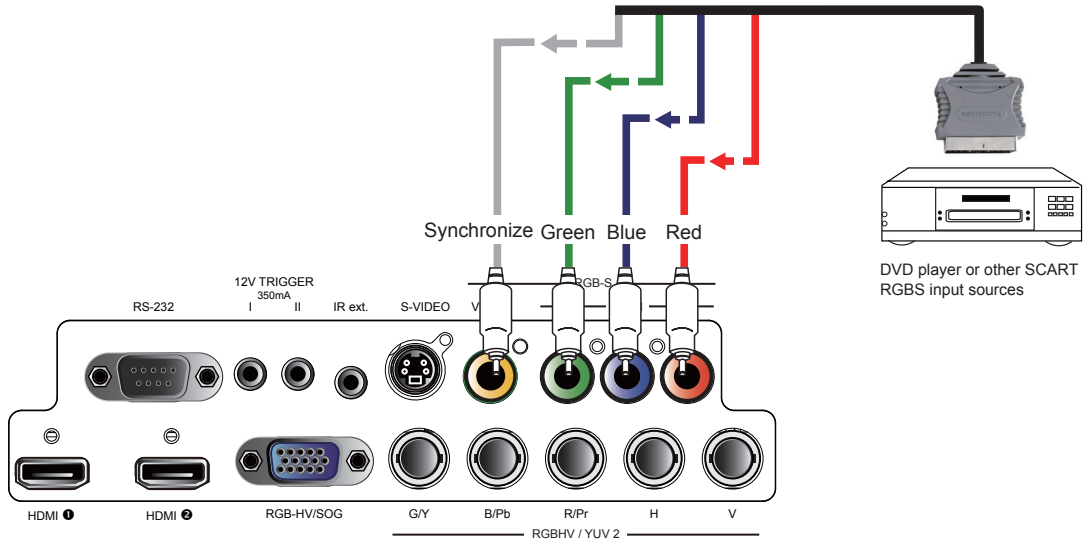 Synchronize Green Blue Red
DVD player or other SCART
RGBS input sources
RGB-S
12V TRIGGER
350mA
RS-232 I II IR ext. S-VIDEO V
HDMI ❶ HDMI ❷ RGB-HV/SOG G/Y B/Pb R/Pr H V
RGBHV / YUV 2